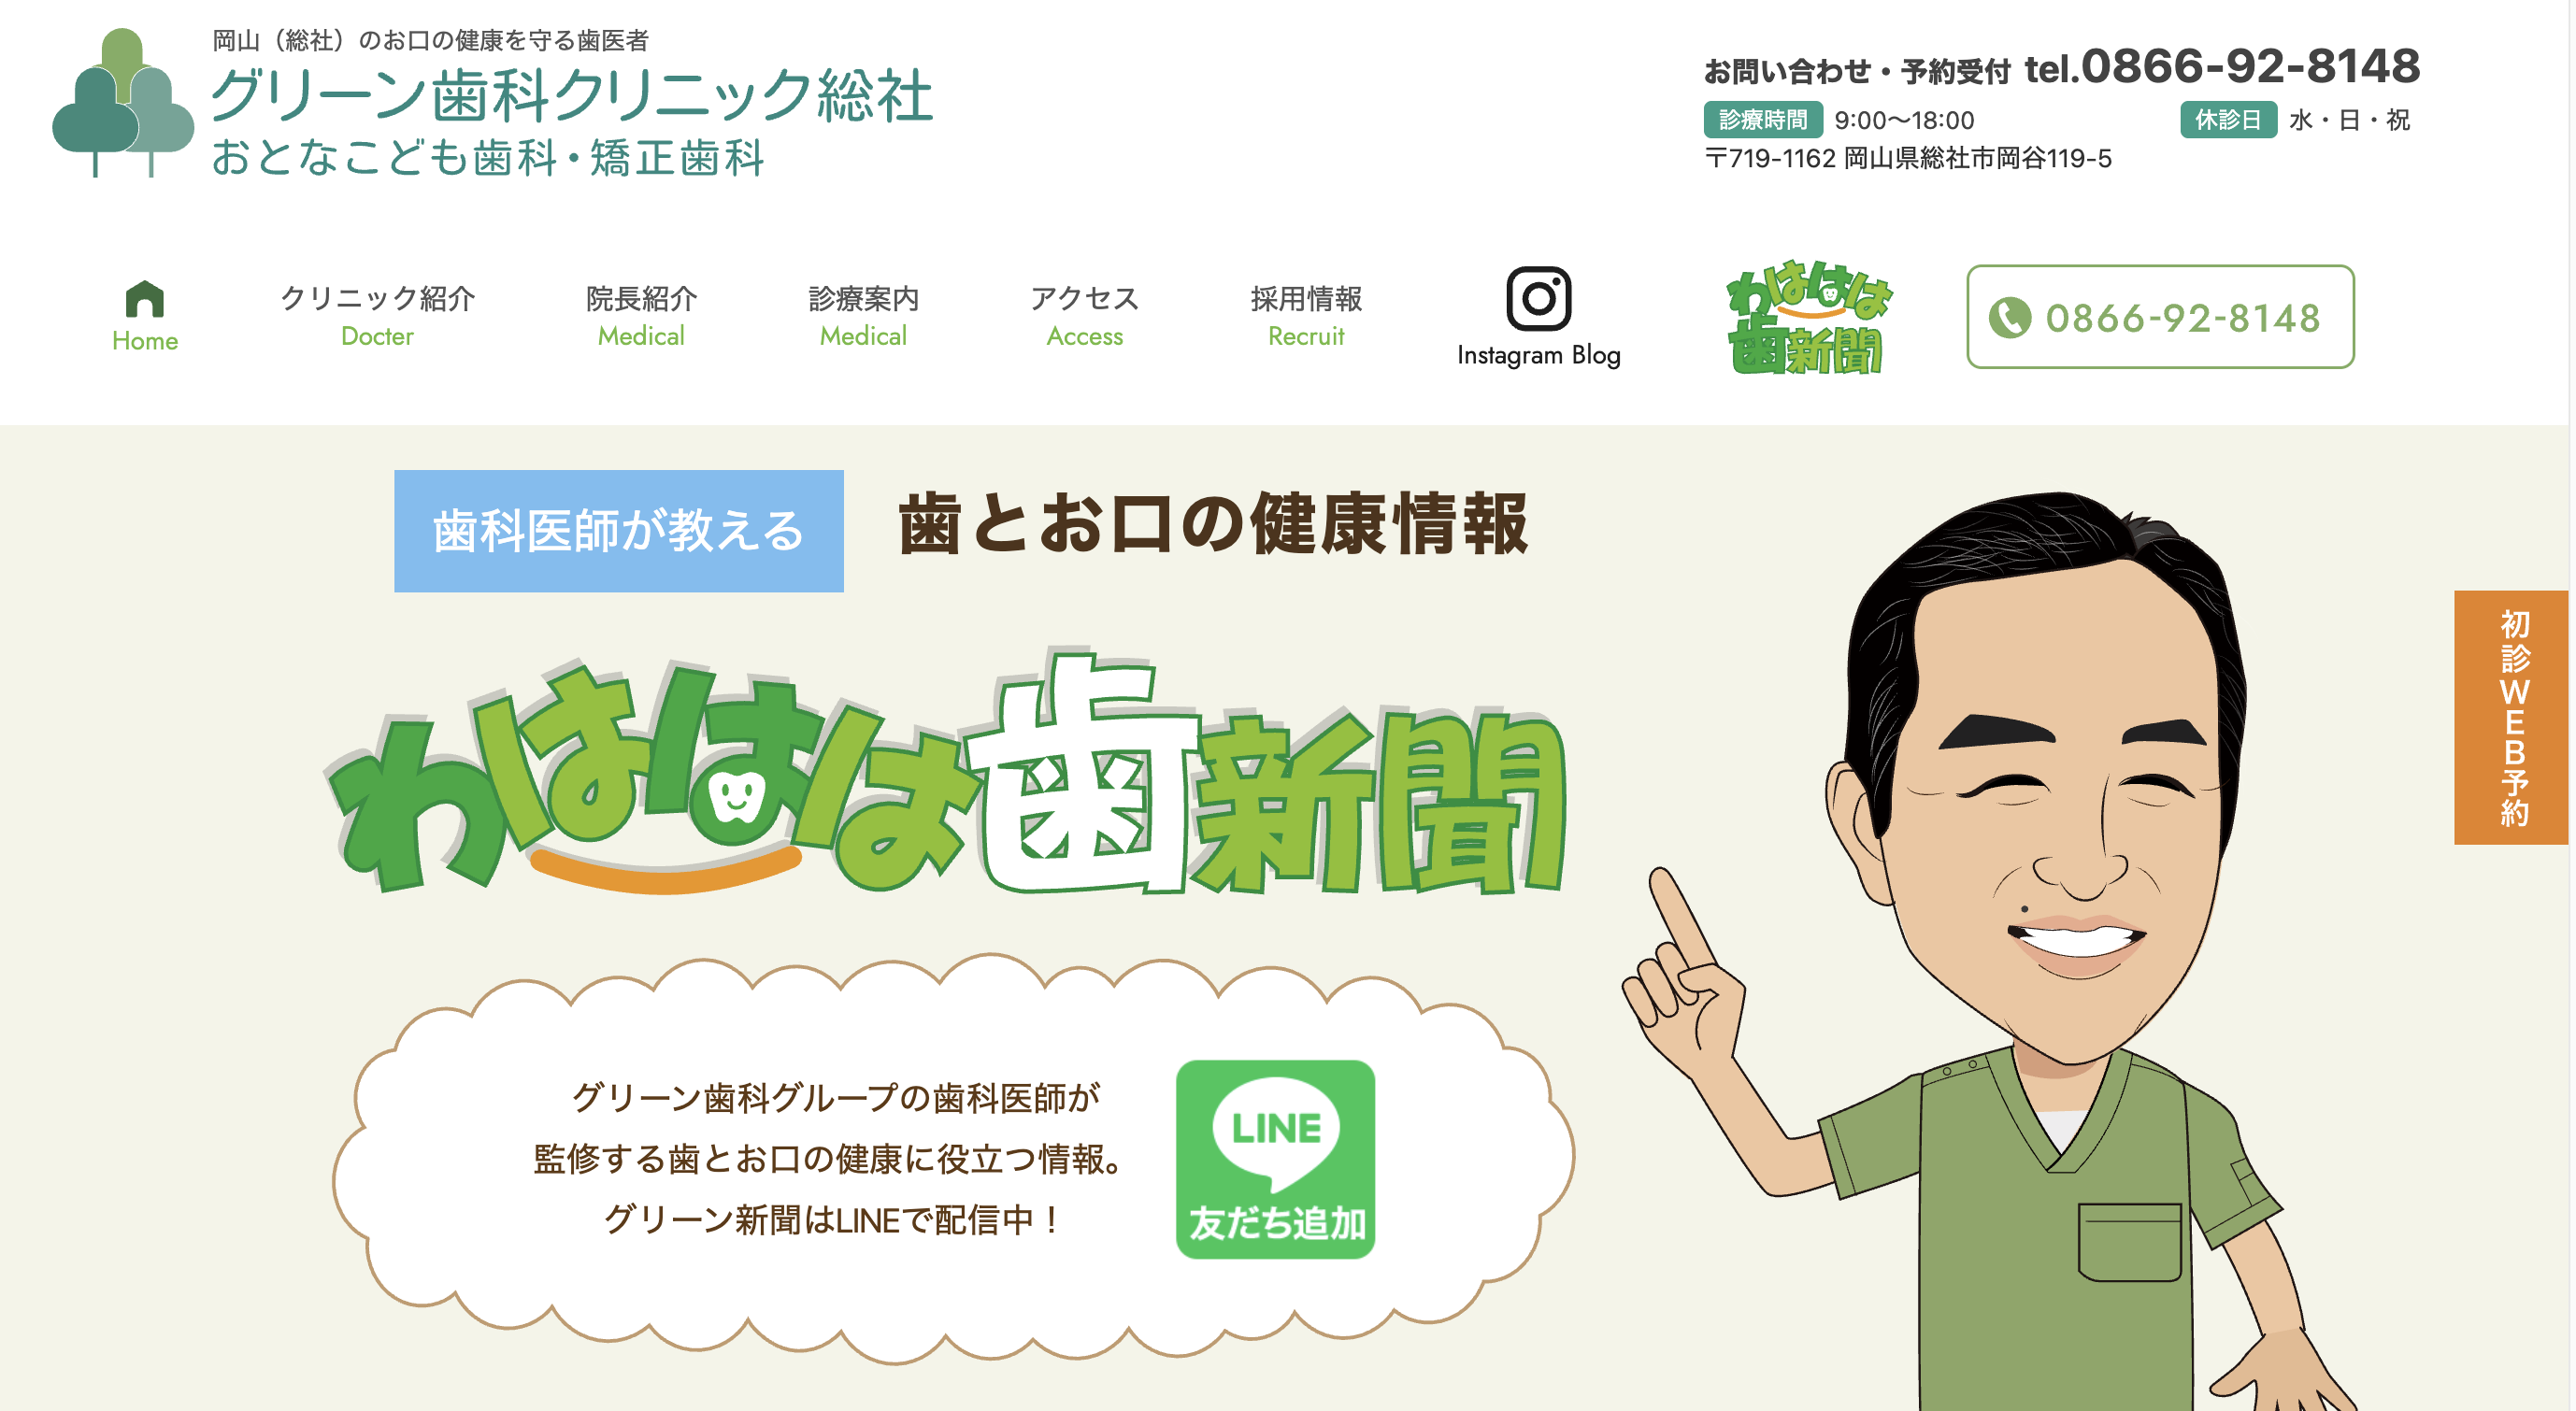 岡山（総社）のお口の健康を守る歯医者
グリーン歯科クリニック総社
おとなこども歯科・矯正歯科
お問い合わせ・予約受付 tel.0866-92-8148
診療時間 9:00〜18:00 休診日 水・日・祝
〒719-1162 岡山県総社市岡谷119-5
Home
クリニック紹介
Docter
院長紹介
Medical
診療案内
Medical
アクセス
Access
採用情報
Recruit
Instagram Blog
わははは
歯新聞
0866-92-8148
歯科医師が教える 歯とお口の健康情報
わははは歯新聞
初診WEB予約
グリーン歯科グループの歯科医師が
監修する歯とお口の健康に役立つ情報。
グリーン新聞はLINEで配信中！
LINE
友だち追加